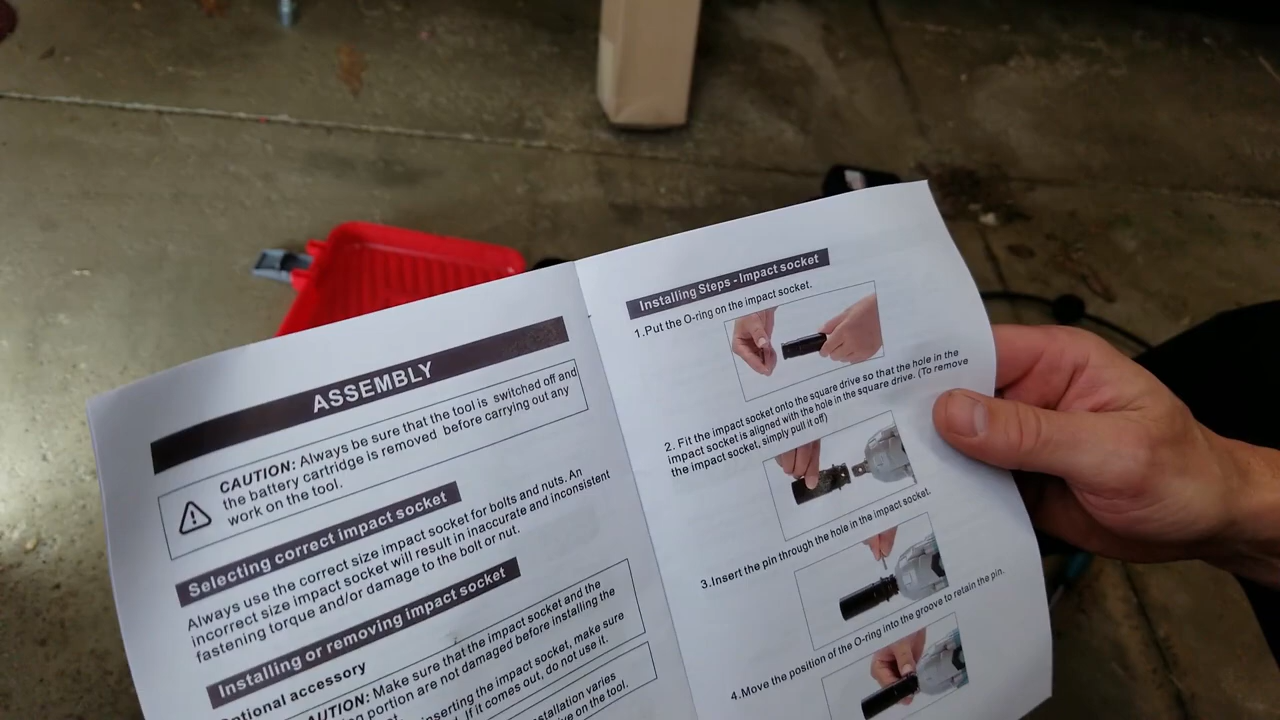 ASSEMBLY
CAUTION: Always be sure that the tool is switched off and
the battery cartridge is removed before carrying out any
work on the tool.
Selecting correct impact socket
Always use the correct size impact socket for bolts and nuts. An
incorrect size impact socket will result in inaccurate and inconsistent
fastening torque and/or damage to the bolt or nut.
Installing or removing impact socket
Optional accessory
CAUTION: Make sure that the impact socket and the
portion are not damaged before installing the
inserting the impact socket, make sure
If it comes out, do not use it.
installation varies
drive on the tool.
Installing Steps - Impact socket
1.Put the O-ring on the impact socket.
2. Fit the impact socket onto the square drive so that the hole in the
impact socket is aligned with the hole in the square drive. (To remove
the impact socket, simply pull it off)
3.Insert the pin through the hole in the impact socket.
4.Move the position of the O-ring into the groove to retain the pin.